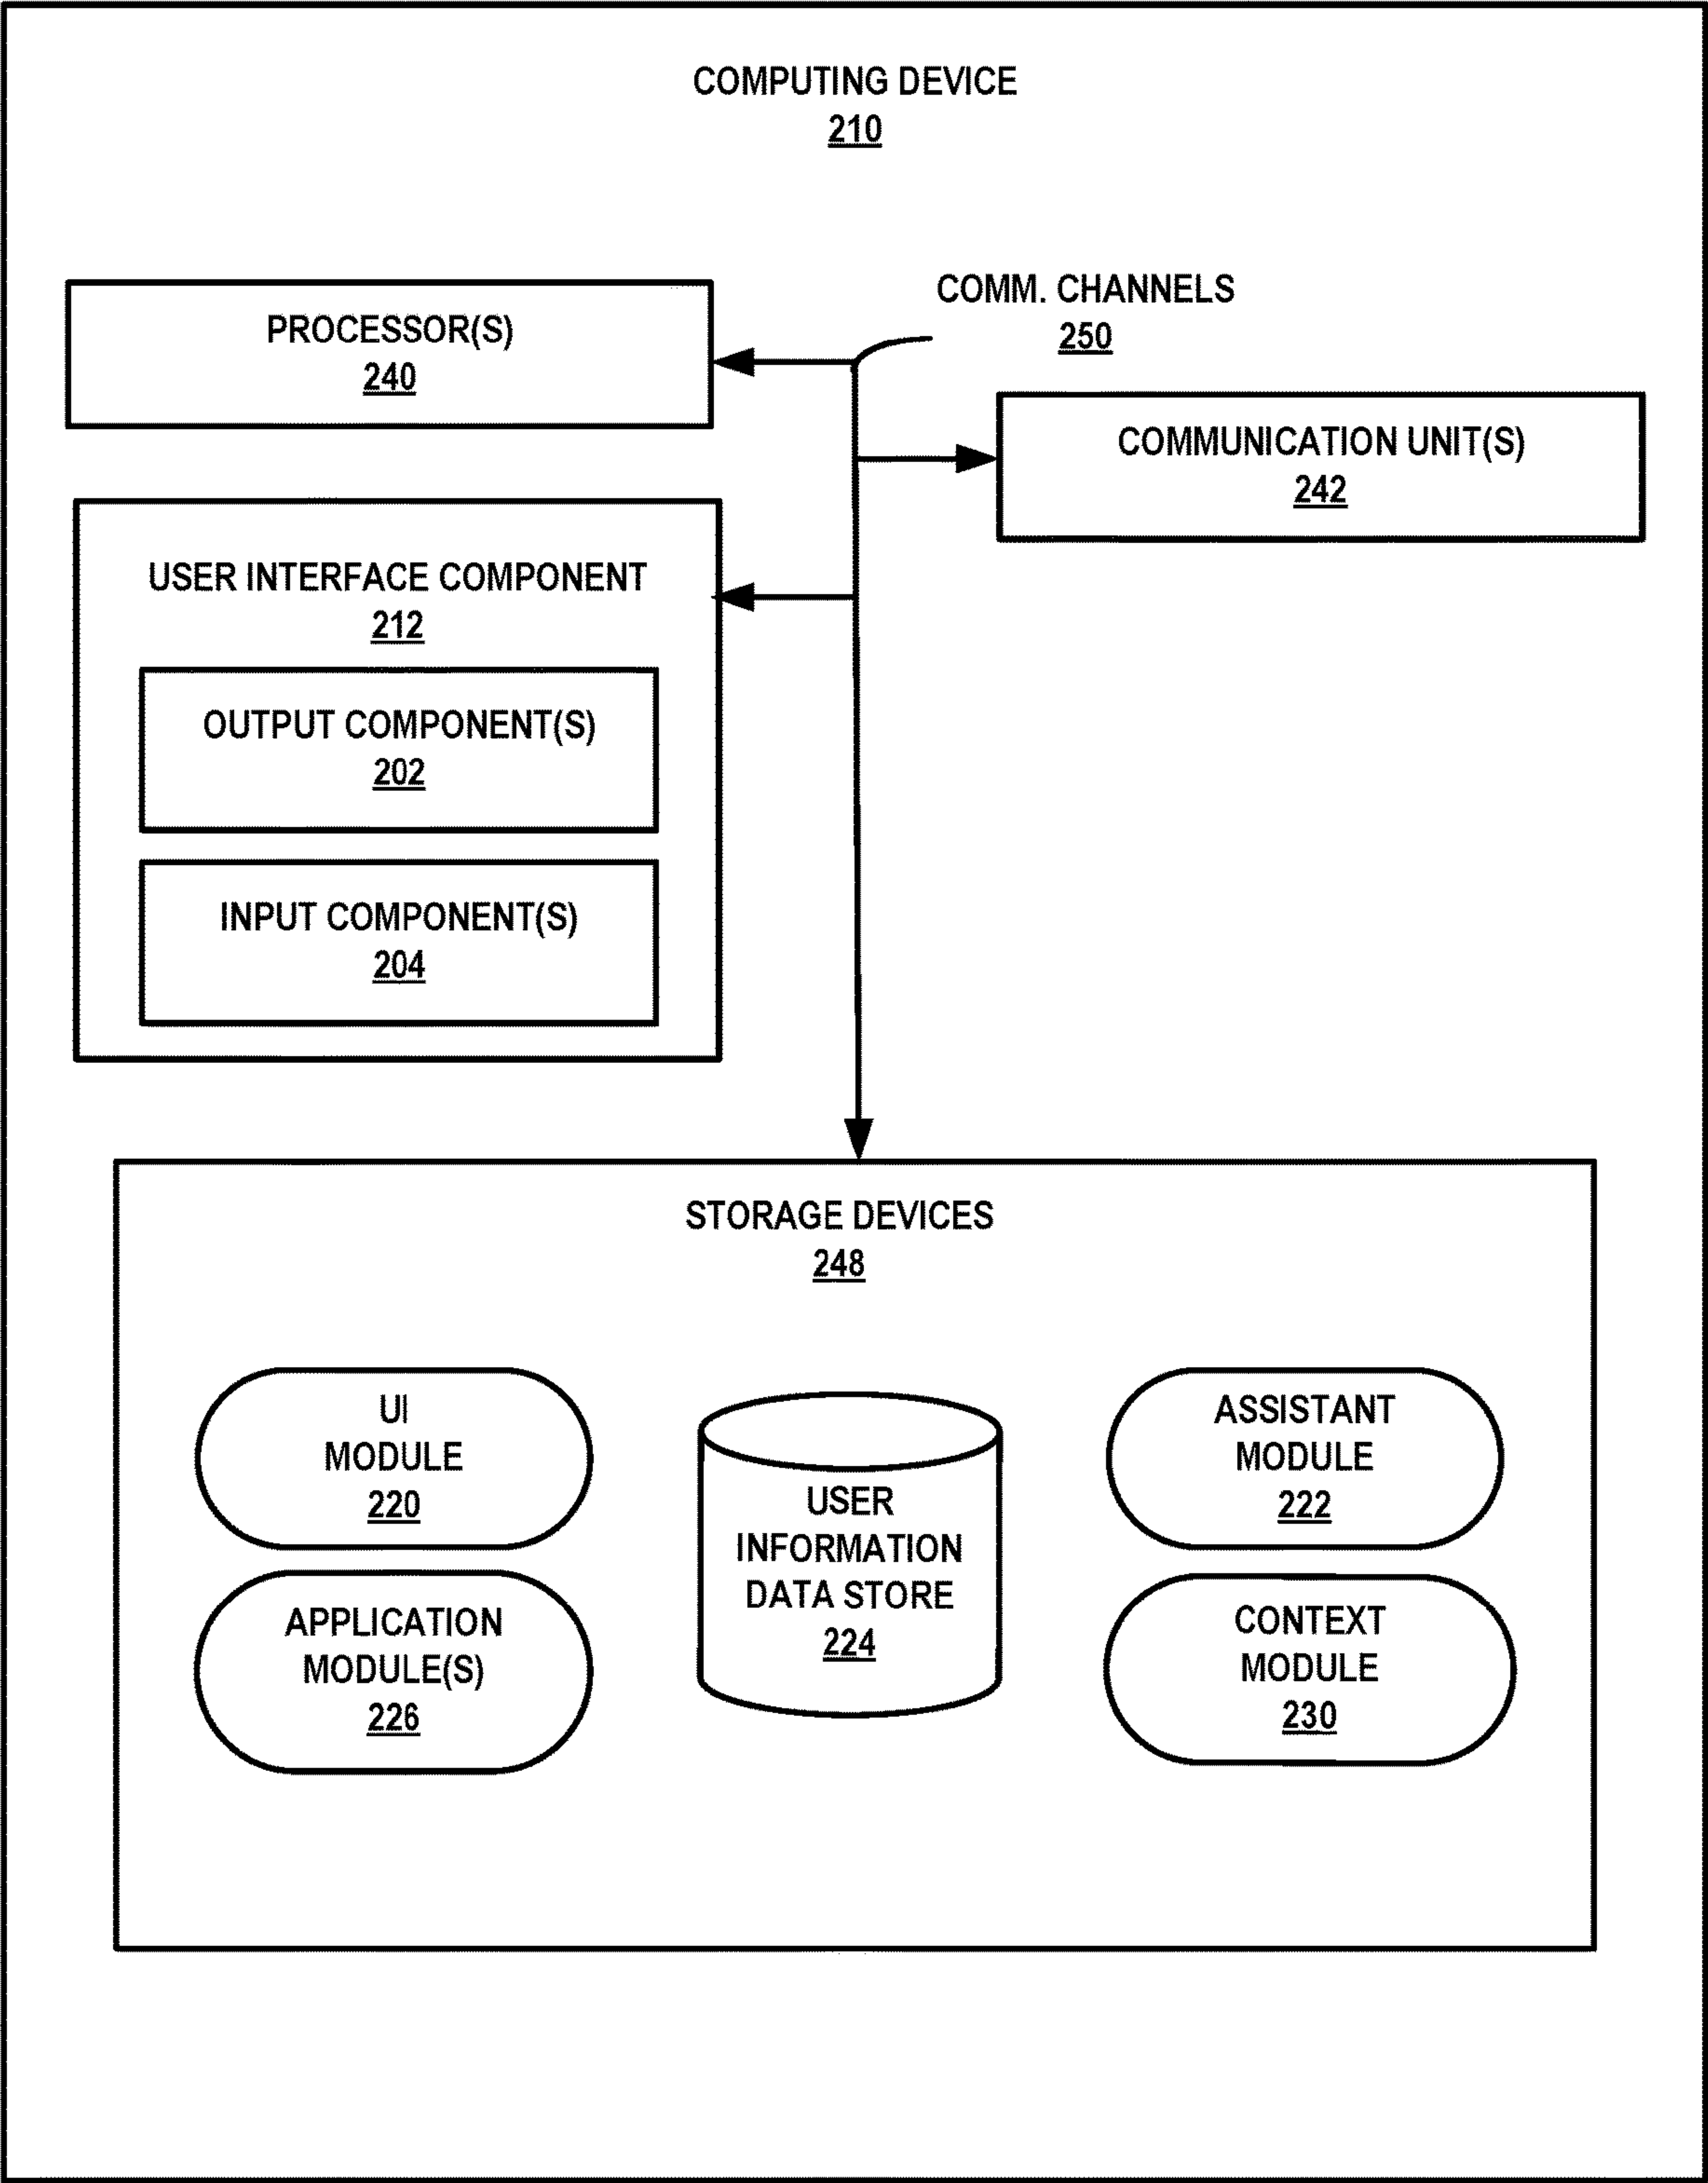 COMPUTING DEVICE
210
COMM. CHANNELS
250
PROCESSOR(S)
240
COMMUNICATION UNIT(S)
242
USER INTERFACE COMPONENT
212
OUTPUT COMPONENT(S)
202
INPUT COMPONENT(S)
204
STORAGE DEVICES
248
UI
MODULE
220
APPLICATION
MODULE(S)
226
USER
INFORMATION
DATA STORE
224
ASSISTANT
MODULE
222
CONTEXT
MODULE
230